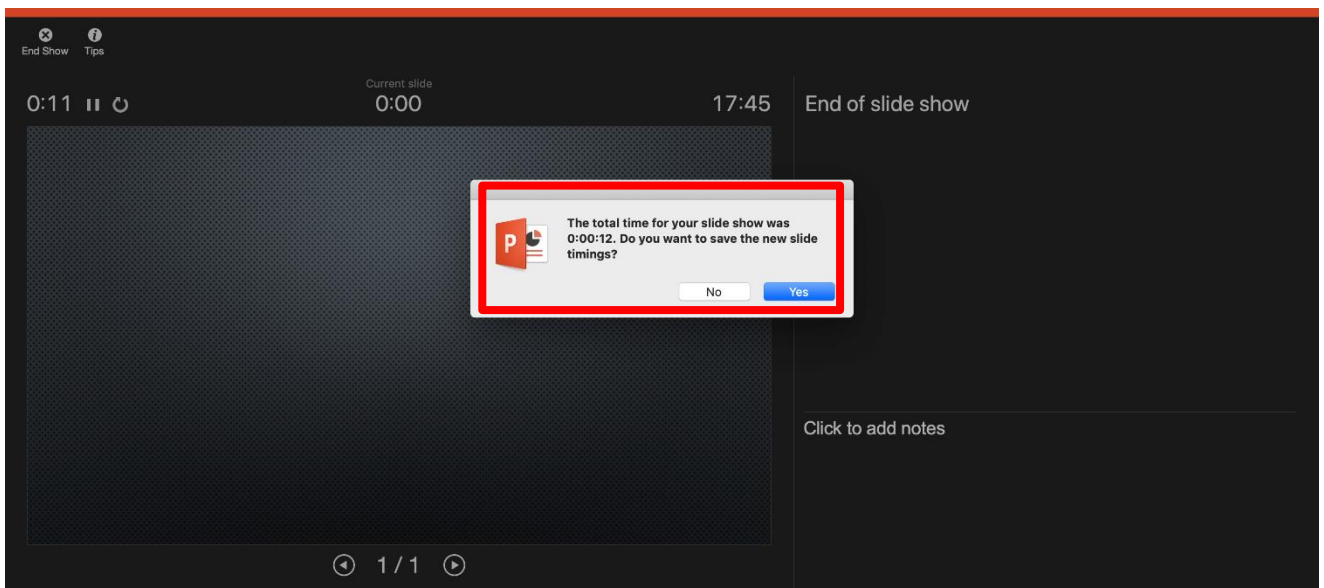 End Show Tips
Current slide
0:11 0:00 17:45 End of slide show
The total time for your slide show was
0:00:12. Do you want to save the new slide
timings?
P
No Yes
Click to add notes
1 / 1